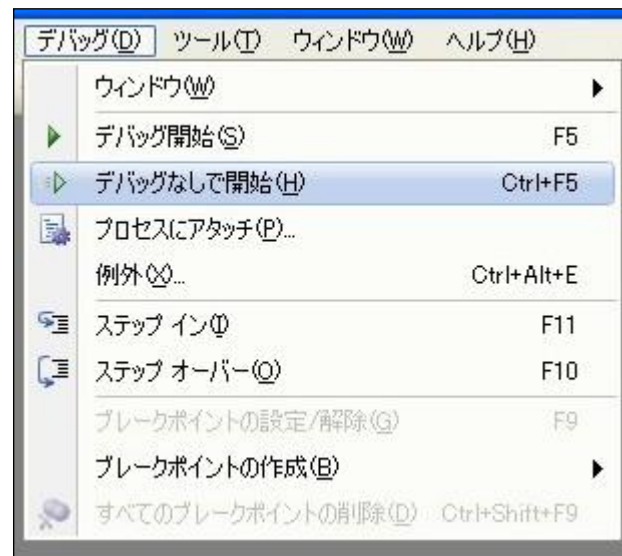 デバッグ(D) ツール(T) ウィンドウ(W) ヘルプ(H)
ウィンドウ(W)
デバッグ開始(S) F5
デバッグなしで開始(H) Ctrl+F5
プロセスにアタッチ(P)...
例外(X)... Ctrl+Alt+E
ステップ イン(I) F11
ステップ オーバー(O) F10
ブレークポイントの設定/解除(G) F9
ブレークポイントの作成(B)
すべてのブレークポイントの削除(D) Ctrl+Shift+F9